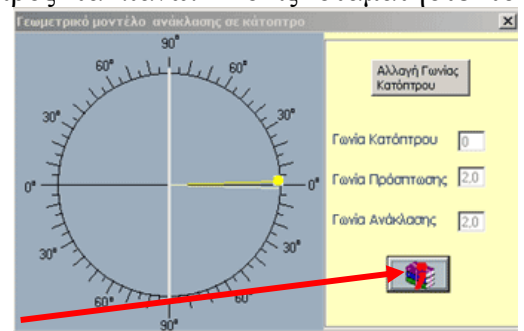 Γεωμετρικό μοντέλο ανάκλασης σε κάτοπτρο
90°
60° 60°
30° 30°
0° 0°
30° 30°
60° 60°
90°
Αλλαγή Γωνίας
Κατόπτρου
Γωνία Κατόπτρου 0
Γωνία Πρόσπτωσης 2,0
Γωνία Ανάκλασης 2,0